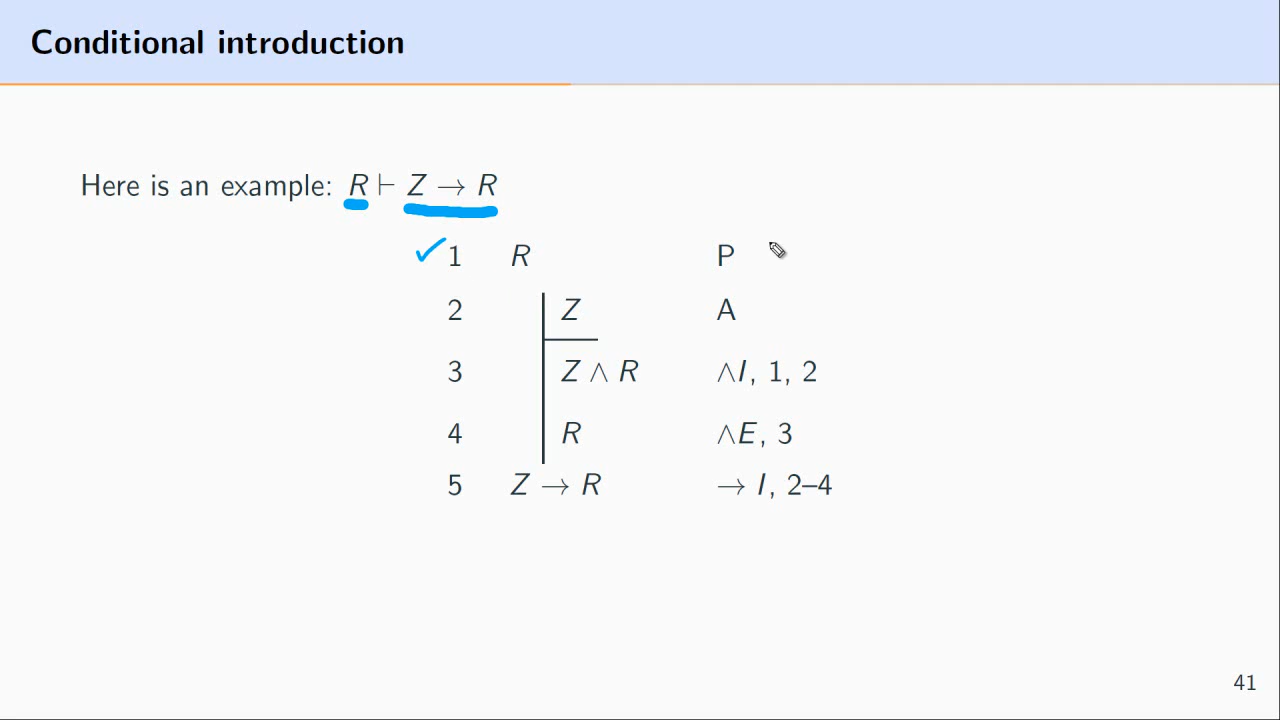 Conditional introduction
Here is an example: R ⊢ Z → R
1 R P
2 Z A
3 Z ∧ R ∧I, 1, 2
4 R ∧E, 3
5 Z → R → I, 2–4
41